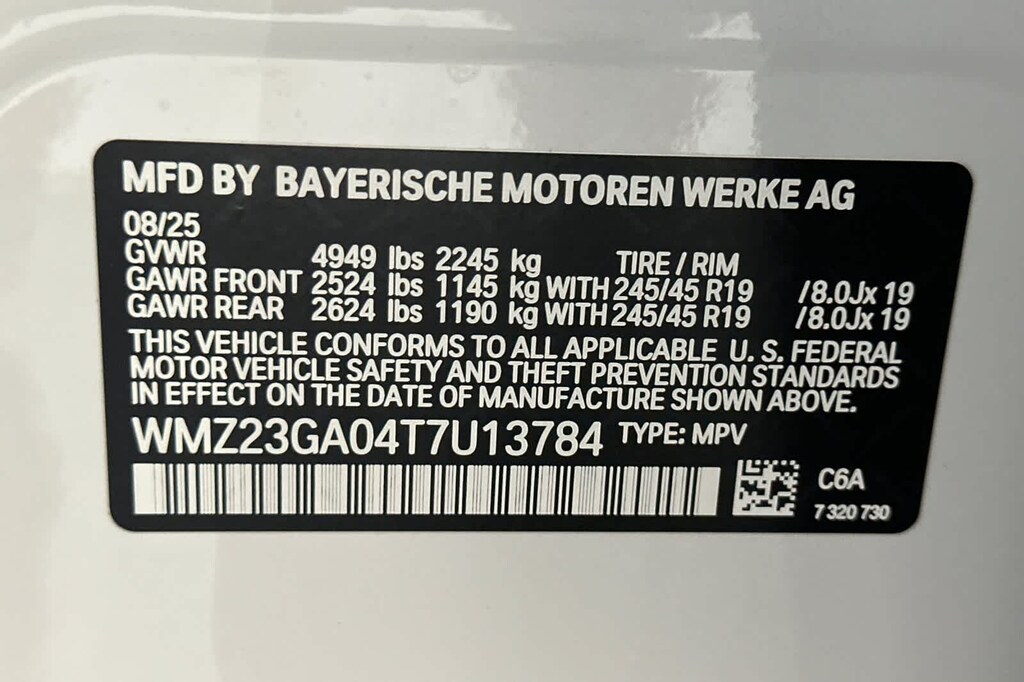 MFD BY BAYERISCHE MOTOREN WERKE AG
08/25
GVWR 4949 lbs 2245 kg TIRE / RIM
GAWR FRONT 2524 lbs 1145 kg WITH 245/45 R19 /8.0Jx 19
GAWR REAR 2624 lbs 1190 kg WITH 245/45 R19 /8.0Jx 19
THIS VEHICLE CONFORMS TO ALL APPLICABLE U. S. FEDERAL
MOTOR VEHICLE SAFETY AND THEFT PREVENTION STANDARDS
IN EFFECT ON THE DATE OF MANUFACTURE SHOWN ABOVE.
WMZ23GA04T7U13784 TYPE: MPV
C6A
7 320 730